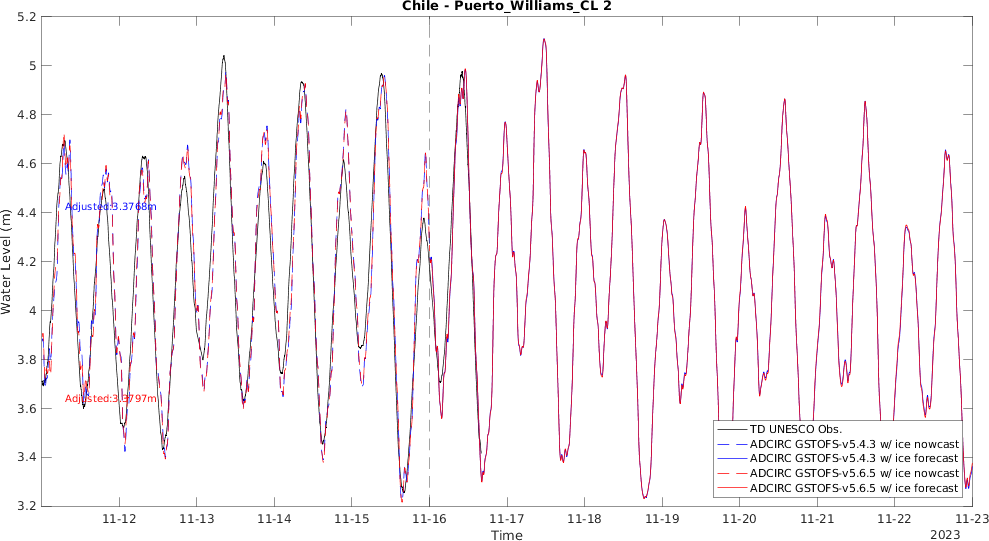 Chile - Puerto_Williams_CL 2
5.2
5
4.8
4.6
4.4
4.2
4
3.8
3.6
3.4
3.2
Water Level (m)
Adjusted:3.3768m
Adjusted:3.3797m
TD UNESCO Obs.
ADCIRC GSTOFS-v5.4.3 w/ ice nowcast
ADCIRC GSTOFS-v5.4.3 w/ ice forecast
ADCIRC GSTOFS-v5.6.5 w/ ice nowcast
ADCIRC GSTOFS-v5.6.5 w/ ice forecast
11-12 11-13 11-14 11-15 11-16 11-17 11-18 11-19 11-20 11-21 11-22 11-23
Time
2023